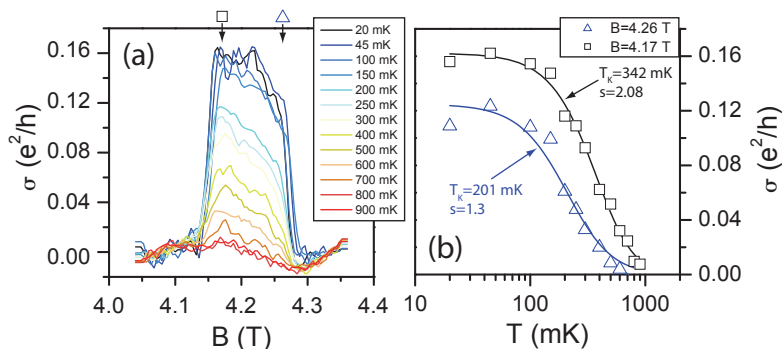 (a)
σ (e²/h)
0.16
0.12
0.08
0.04
0.00
4.0
4.1
4.2
4.3
4.4
B (T)
20 mK
45 mK
100 mK
150 mK
200 mK
250 mK
300 mK
400 mK
500 mK
600 mK
700 mK
800 mK
900 mK
B=4.26 T
B=4.17 T
T_K=342 mK
s=2.08
T_K=201 mK
s=1.3
(b)
10
100
1000
T (mK)
0.16
0.12
0.08
0.04
0.00
σ (e²/h)